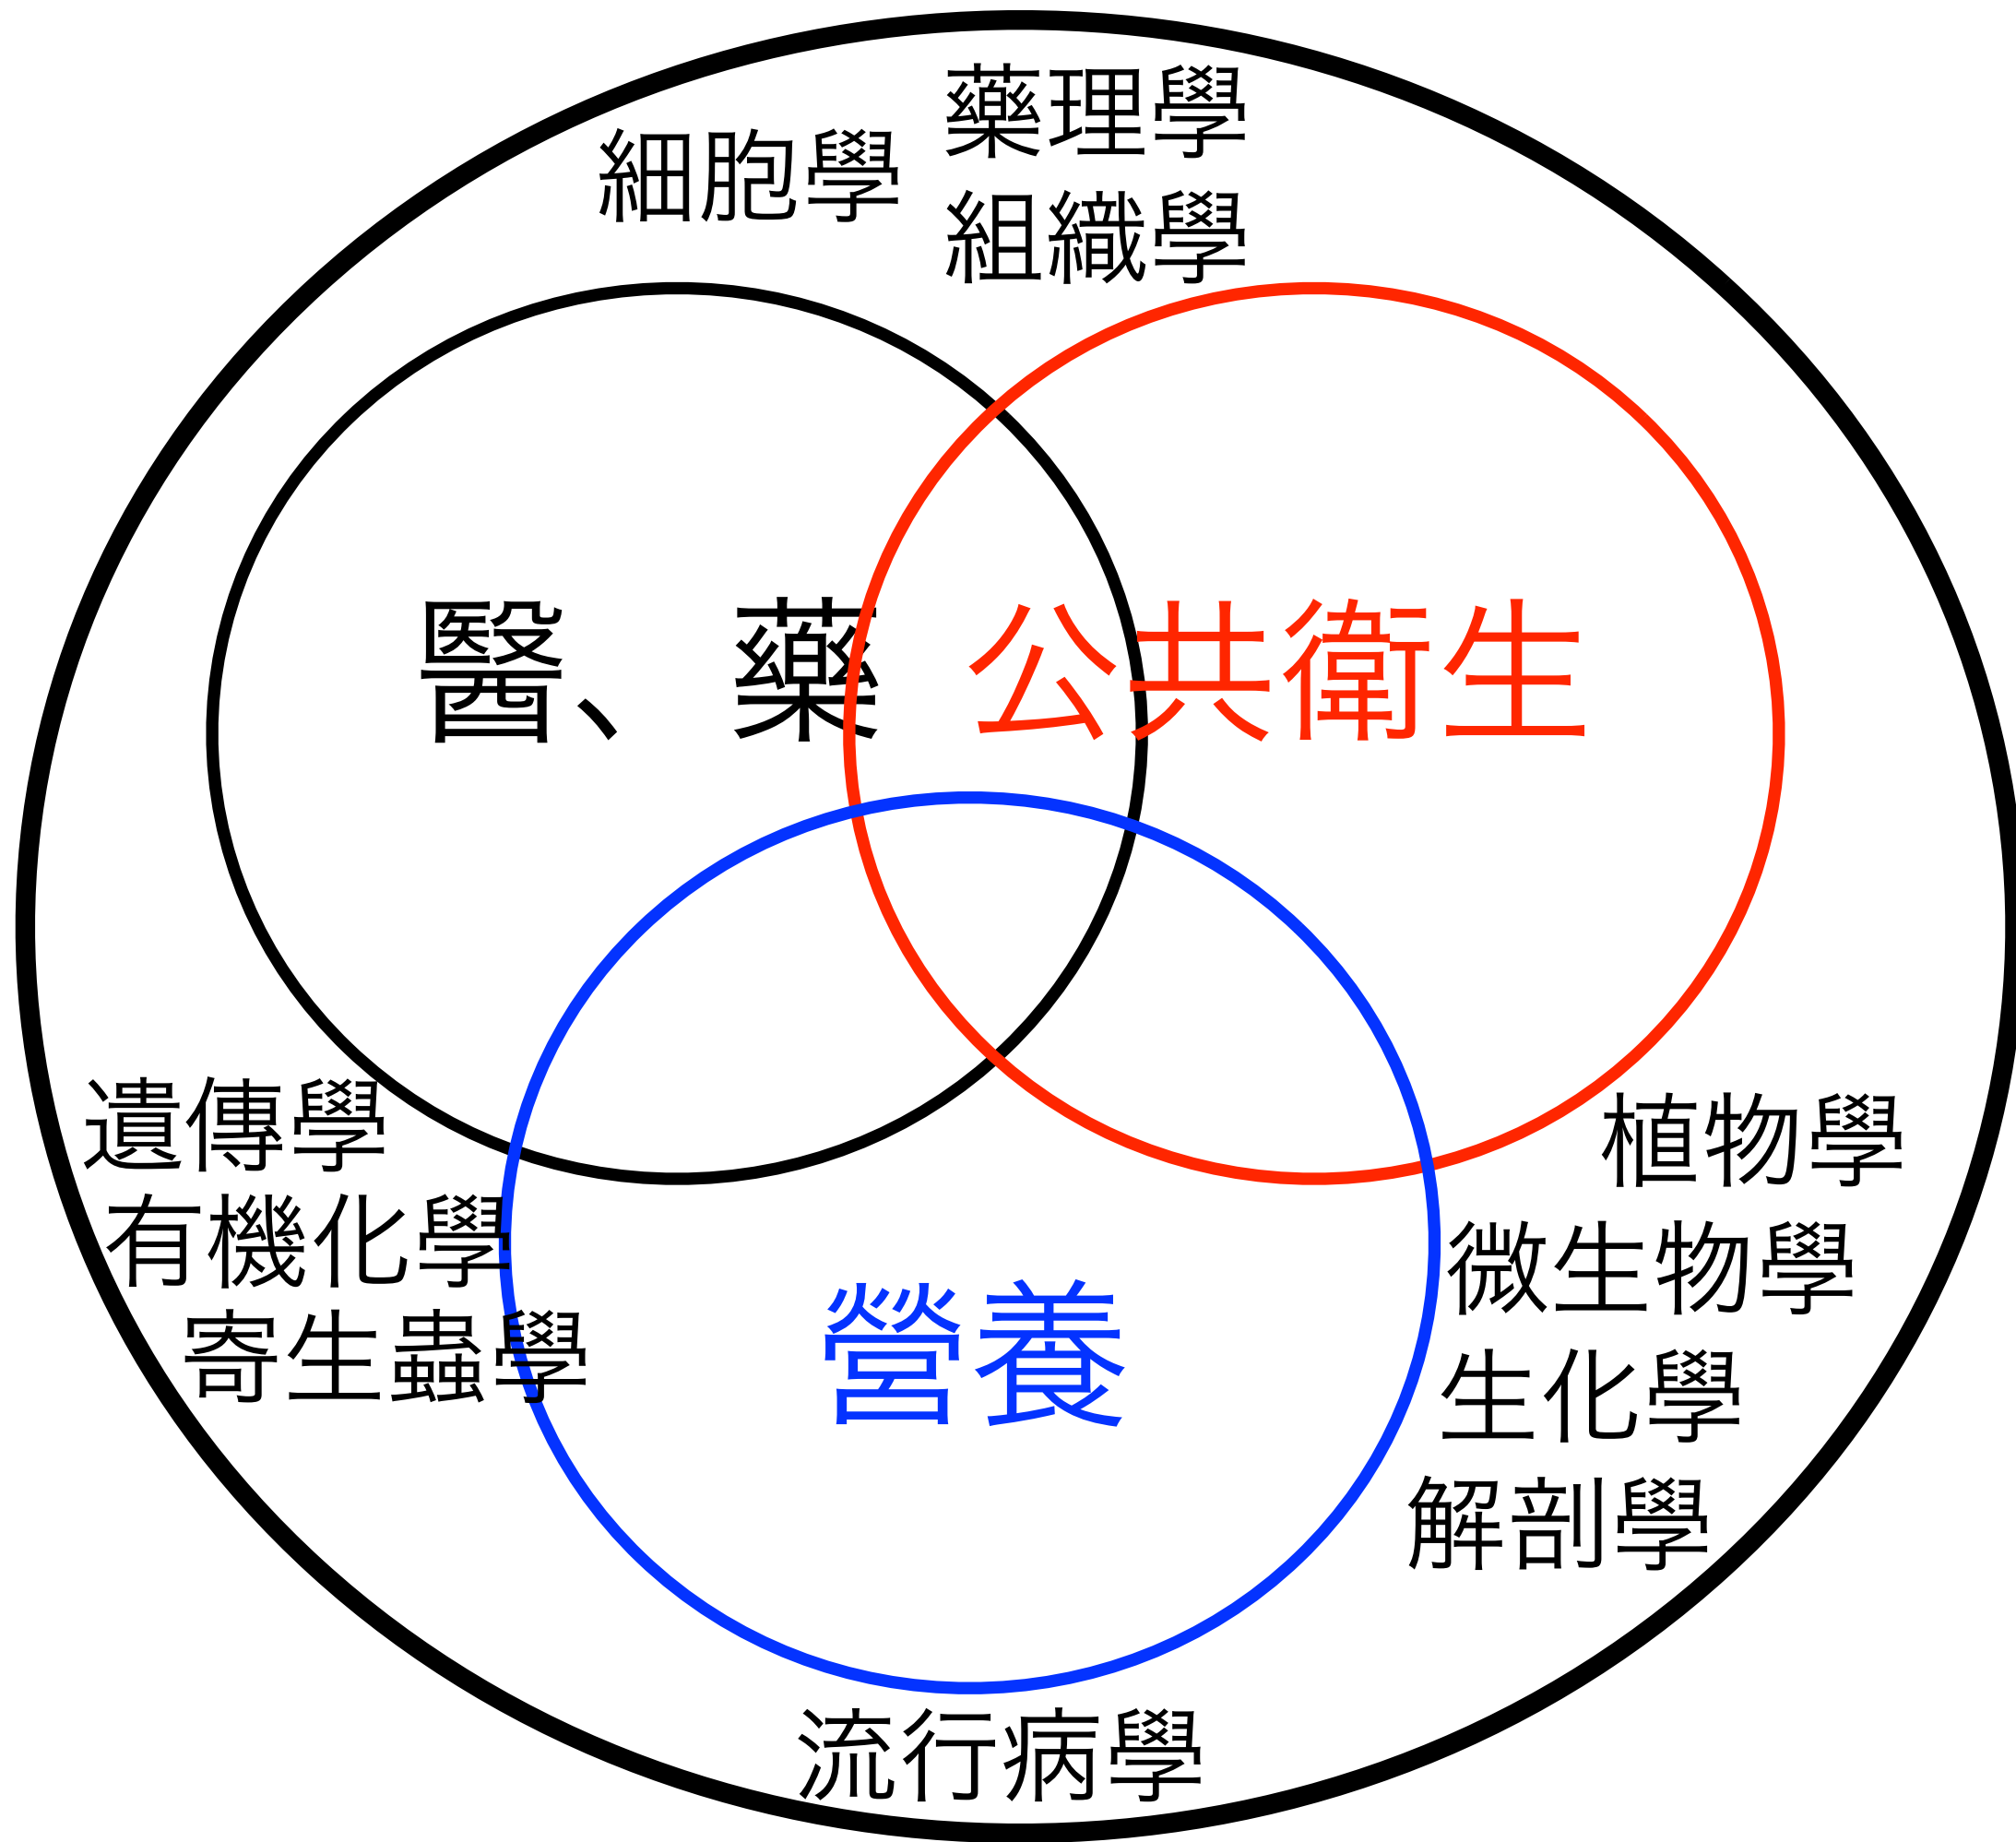 藥理學
細胞學
組織學
醫、藥
公共衛生
遺傳學
有機化學
寄生蟲學
植物學
微生物學
生化學
解剖學
營養
流行病學